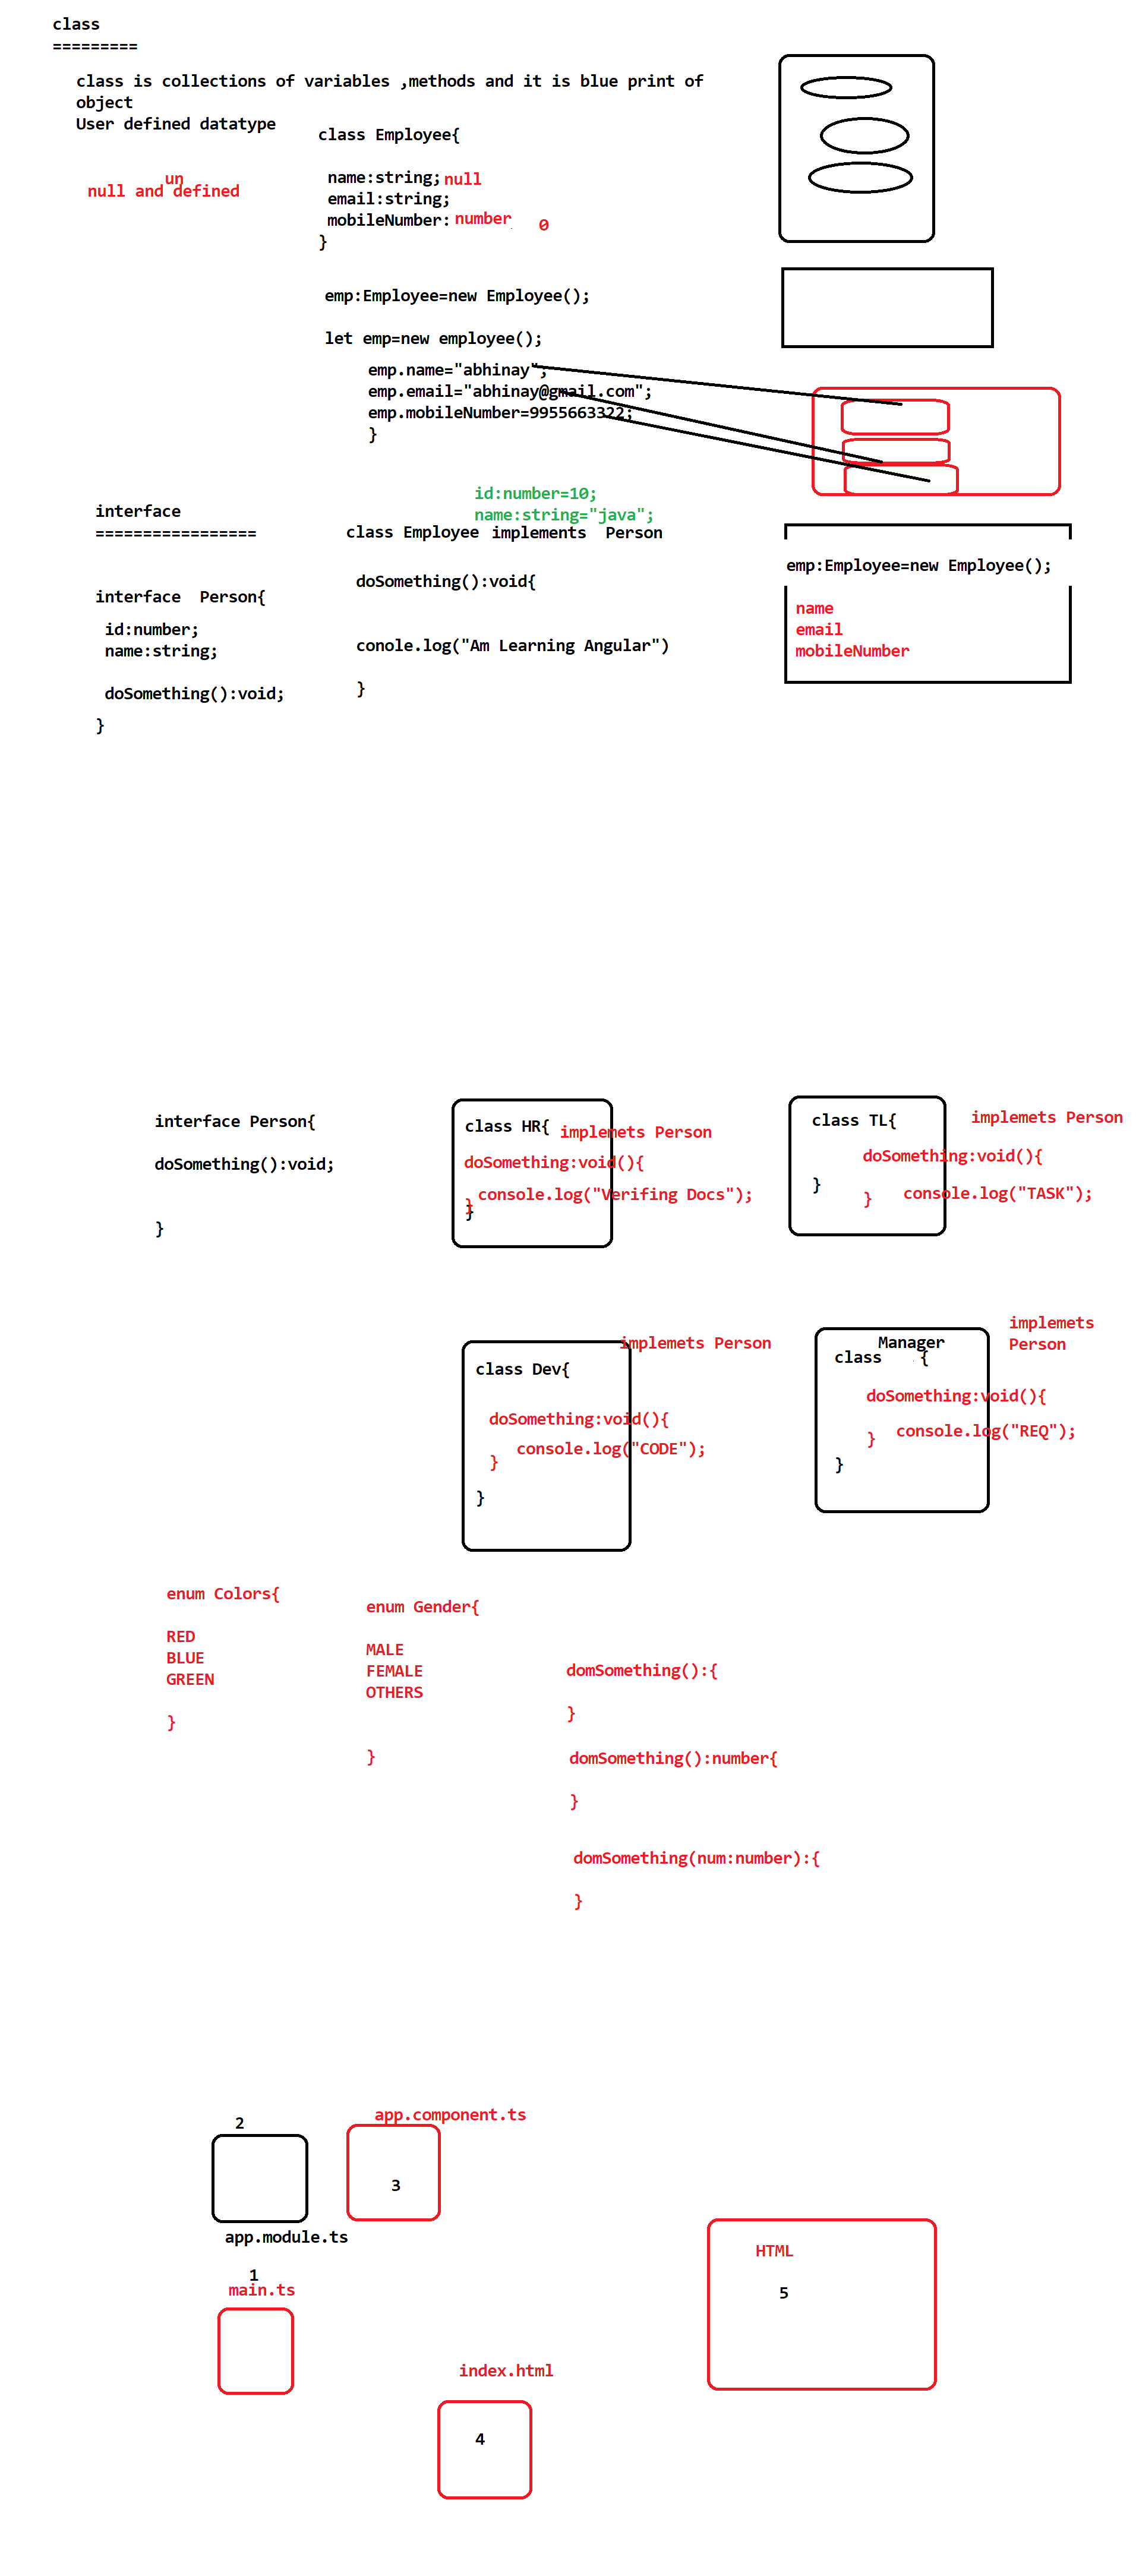 class
=========
class is collections of variables ,methods and it is blue print of
object
User defined datatype
un
null and defined
class Employee{
name:string; null
email:string;
mobileNumber: number 0
}
emp:Employee=new Employee();
let emp=new employee();
emp.name="abhinay";
emp.email="abhinay@gmail.com";
emp.mobileNumber=9955663322;
}
interface
=================
interface  Person{
id:number;
name:string;
doSomething():void;
}
id:number=10;
name:string="java";
class Employee implements  Person
doSomething():void{
conole.log("Am Learning Angular")
}
emp:Employee=new Employee();
name
email
mobileNumber
interface Person{
doSomething():void;
}
class HR{ implemets Person
doSomething:void(){
console.log("Verifing Docs");
}
}
class TL{ implemets Person
doSomething:void(){
console.log("TASK");
}
}
class Dev{ implemets Person
doSomething:void(){
console.log("CODE");
}
}
implemets
Person
Manager
class {
doSomething:void(){
console.log("REQ");
}
}
enum Colors{
RED
BLUE
GREEN
}
enum Gender{
MALE
FEMALE
OTHERS
}
domSomething():{
}
domSomething():number{
}
domSomething(num:number):{
}
2
app.module.ts
app.component.ts
3
1
main.ts
HTML
5
index.html
4